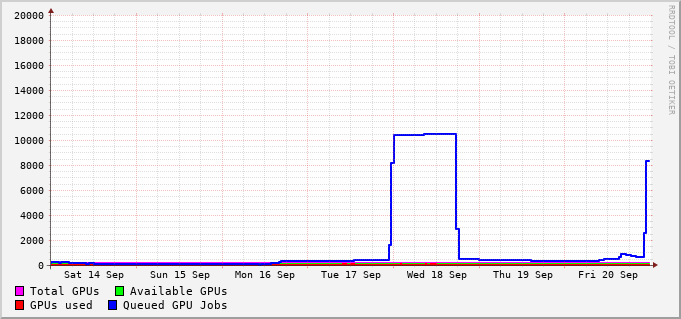 20000
18000
16000
14000
12000
10000
8000
6000
4000
2000
0
Sat 14 Sep Sun 15 Sep Mon 16 Sep Tue 17 Sep Wed 18 Sep Thu 19 Sep Fri 20 Sep
Total GPUs Available GPUs
GPUs used Queued GPU Jobs
RRDTOOL / TOBI OETIKER